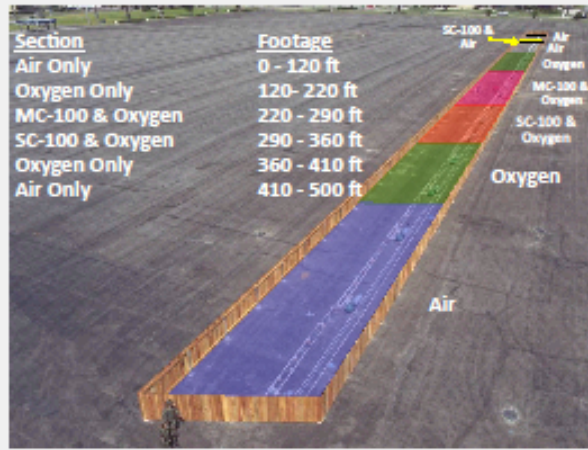 Section Footage
Air Only 0 - 120 ft
Oxygen Only 120- 220 ft
MC-100 & Oxygen 220 - 290 ft
SC-100 & Oxygen 290 - 360 ft
Oxygen Only 360 - 410 ft
Air Only 410 - 500 ft
SC-100 &
Air
Air
Air
Oxygen
MC-100 &
Oxygen
SC-100 &
Oxygen
Oxygen
Air